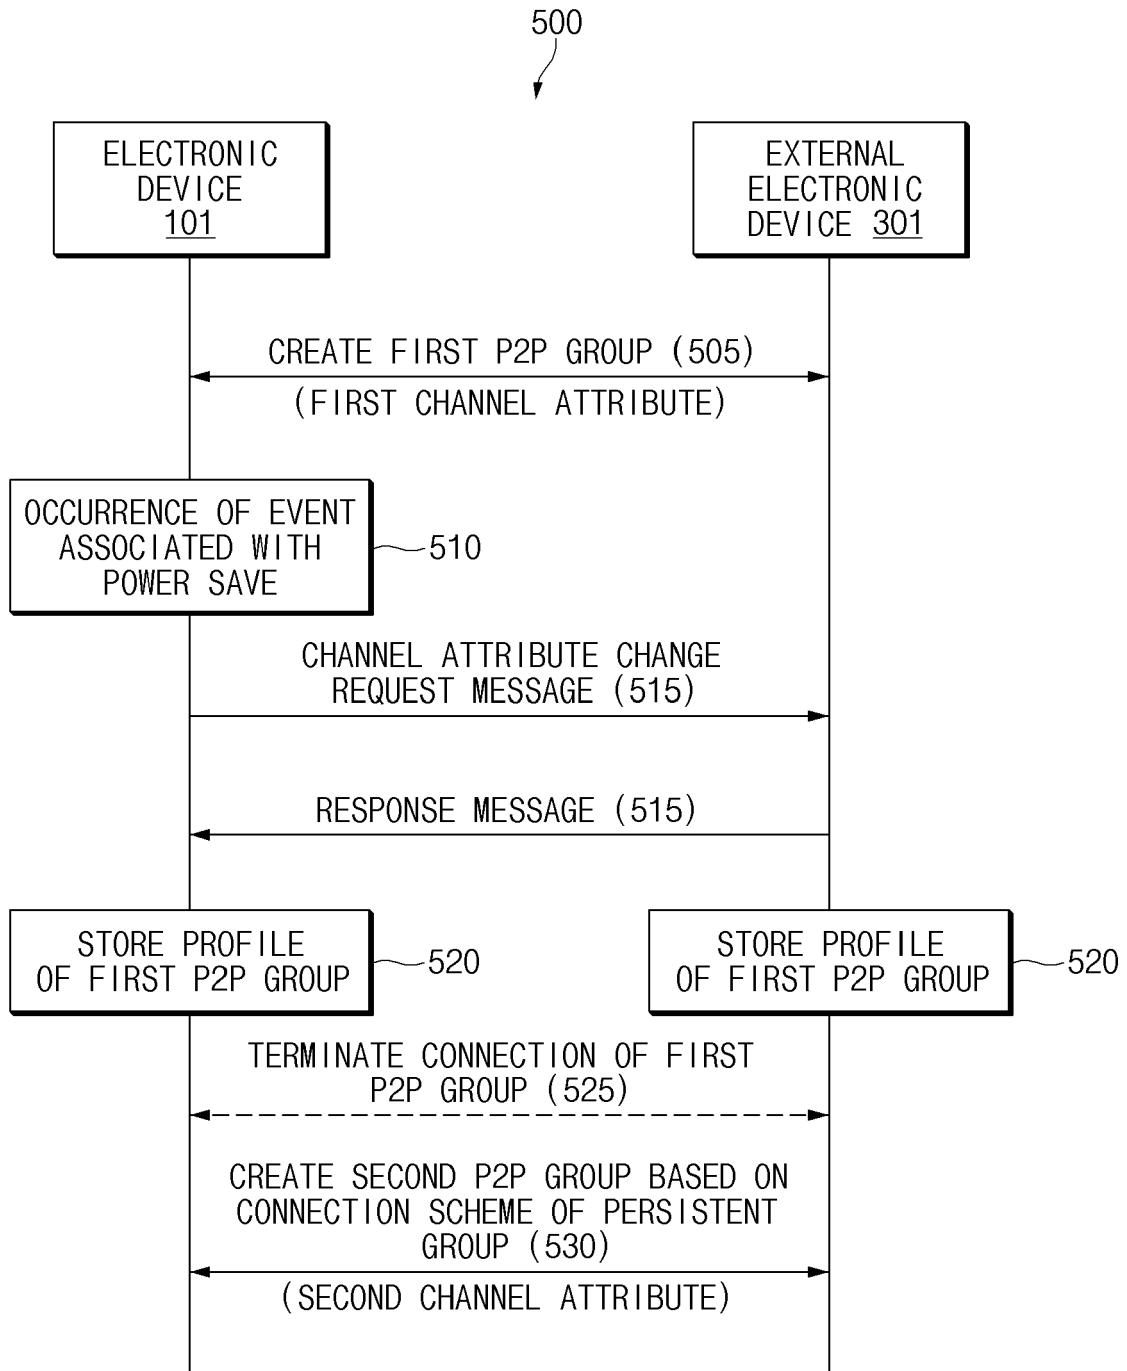 500
ELECTRONIC
DEVICE
101
EXTERNAL
ELECTRONIC
DEVICE 301
CREATE FIRST P2P GROUP (505)
(FIRST CHANNEL ATTRIBUTE)
OCCURRENCE OF EVENT
ASSOCIATED WITH
POWER SAVE
510
CHANNEL ATTRIBUTE CHANGE
REQUEST MESSAGE (515)
RESPONSE MESSAGE (515)
STORE PROFILE
OF FIRST P2P GROUP
520
STORE PROFILE
OF FIRST P2P GROUP
520
TERMINATE CONNECTION OF FIRST
P2P GROUP (525)
CREATE SECOND P2P GROUP BASED ON
CONNECTION SCHEME OF PERSISTENT
GROUP (530)
(SECOND CHANNEL ATTRIBUTE)